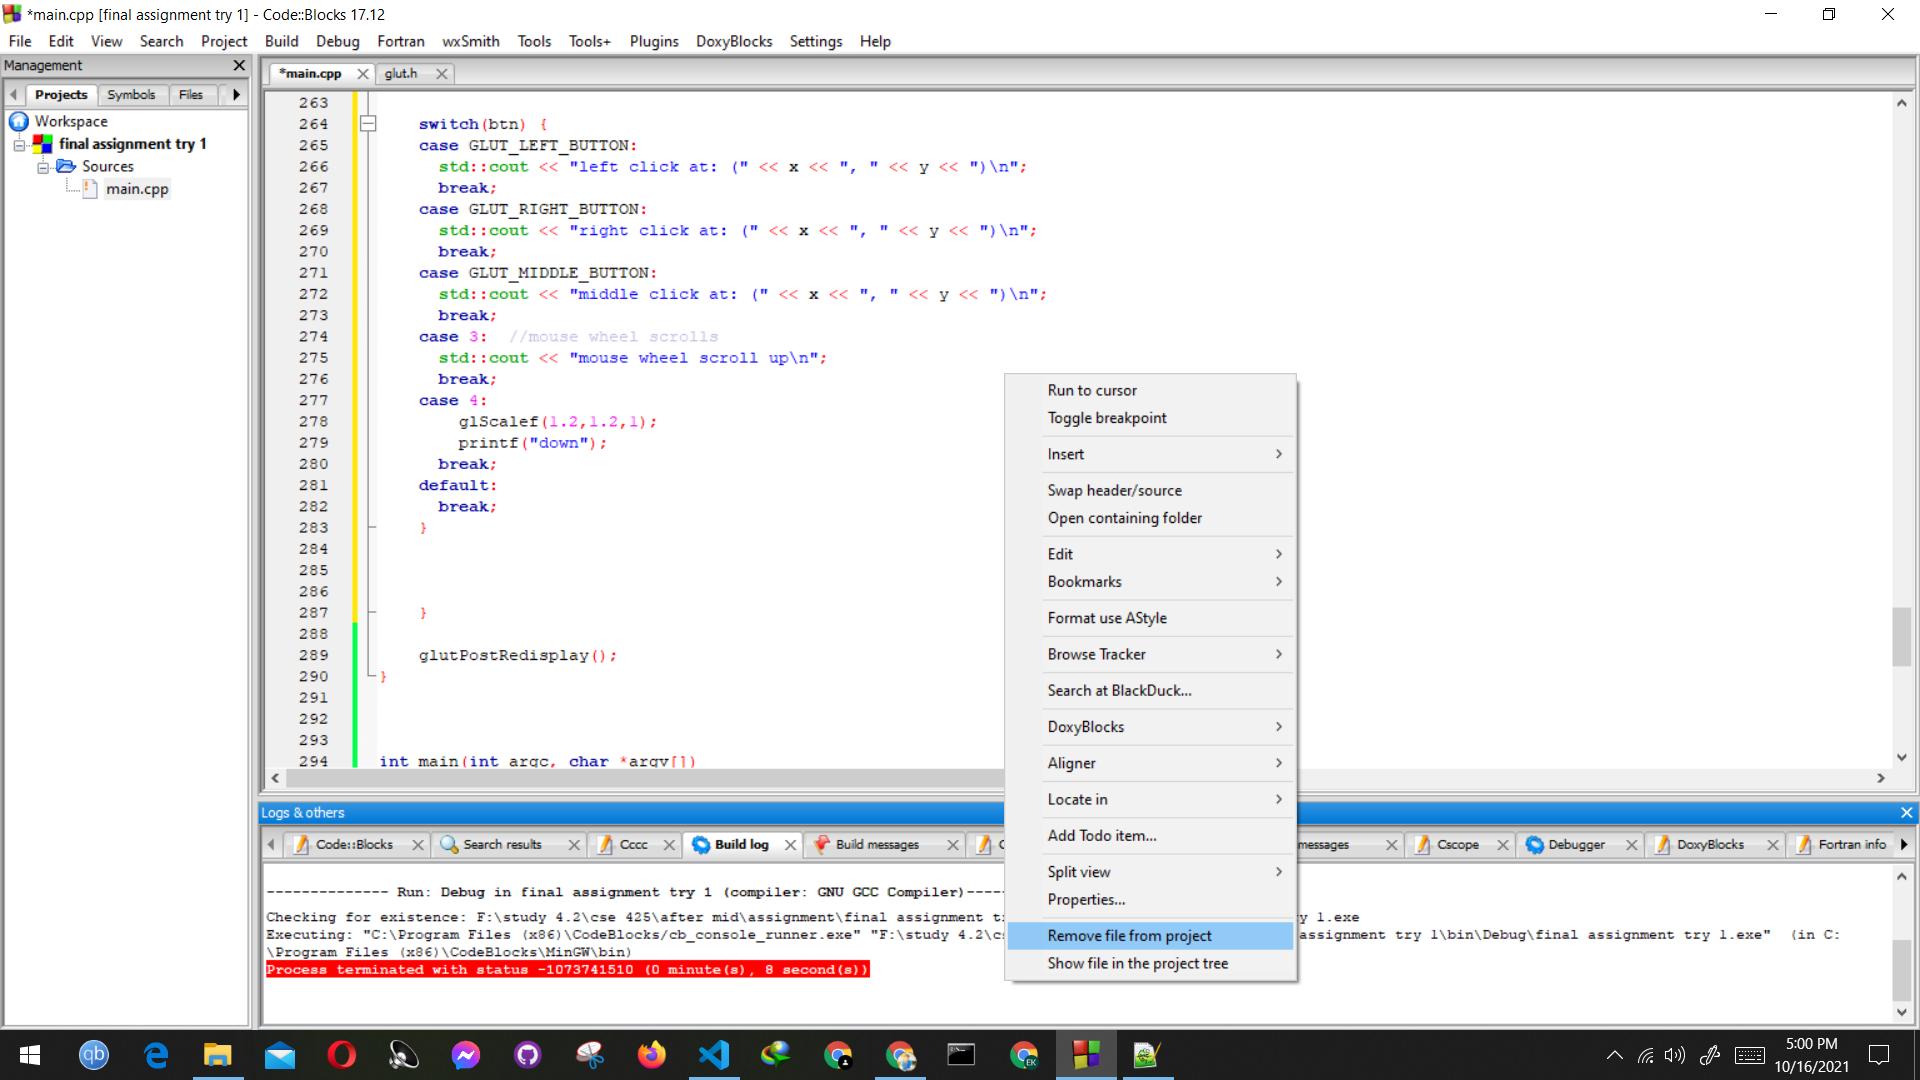 *main.cpp [final assignment try 1] - Code::Blocks 17.12
File Edit View Search Project Build Debug Fortran wxSmith Tools Tools+ Plugins DoxyBlocks Settings Help
Management
*main.cpp glut.h
Projects Symbols Files
Workspace
final assignment try 1
Sources
main.cpp
263
264 switch(btn) {
265 case GLUT_LEFT_BUTTON:
266 std::cout << "left click at: (" << x << ", " << y << ")\n";
267 break;
268 case GLUT_RIGHT_BUTTON:
269 std::cout << "right click at: (" << x << ", " << y << ")\n";
270 break;
271 case GLUT_MIDDLE_BUTTON:
272 std::cout << "middle click at: (" << x << ", " << y << ")\n";
273 break;
274 case 3: //mouse wheel scrolls
275 std::cout << "mouse wheel scroll up\n";
276 break;
277 case 4:
278 glScalef(1.2,1.2,1);
279 printf("down");
280 break;
281 default:
282 break;
283 }
284
285
286
287 }
288
289 glutPostRedisplay();
290 }
291
292
293
294 int main(int argc, char *argv[])
Run to cursor
Toggle breakpoint
Insert
Swap header/source
Open containing folder
Edit
Bookmarks
Format use AStyle
Browse Tracker
Search at BlackDuck...
DoxyBlocks
Aligner
Locate in
Add Todo item...
Split view
Properties...
Remove file from project
Show file in the project tree
Logs & others
Code::Blocks Search results Cccc Build log Build messages messages Cscope Debugger DoxyBlocks Fortran info
-------------- Run: Debug in final assignment try 1 (compiler: GNU GCC Compiler)----
Checking for existence: F:\study 4.2\cse 425\after mid\assignment\final assignment t y 1.exe
Executing: "C:\Program Files (x86)\CodeBlocks/cb_console_runner.exe" "F:\study 4.2\c assignment try 1\bin\Debug\final assignment try 1.exe" (in C:
\Program Files (x86)\CodeBlocks\MinGW\bin)
Process terminated with status -1073741510 (0 minute(s), 8 second(s))
qb
EK
5:00 PM
10/16/2021